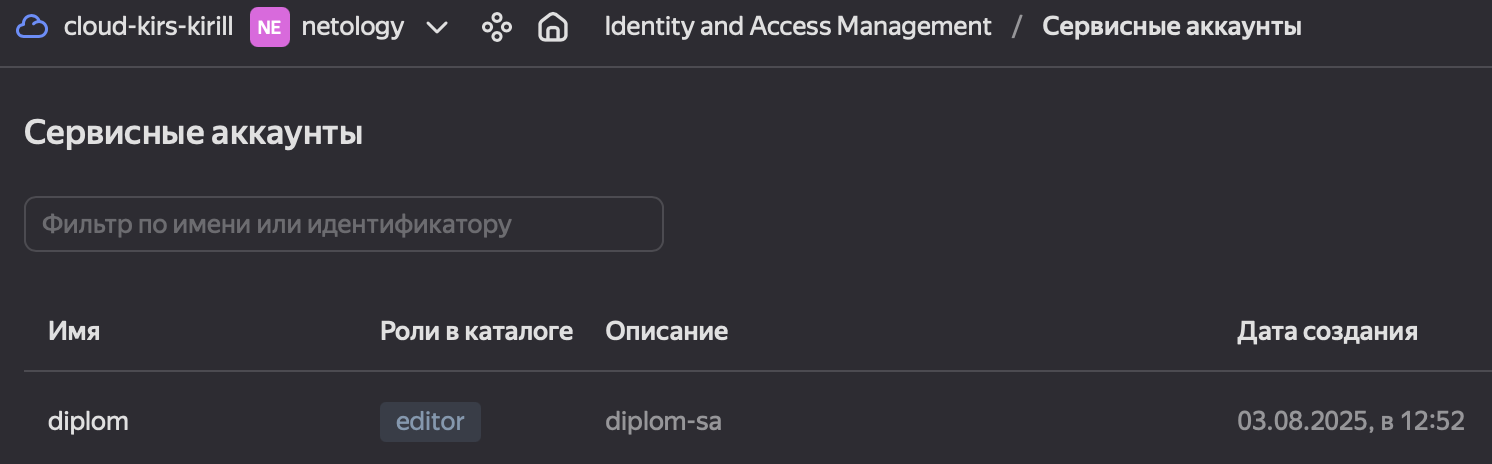 cloud-kirs-kirill NE netology Identity and Access Management / Сервисные аккаунты
Сервисные аккаунты
Фильтр по имени или идентификатору
Имя Роли в каталоге Описание Дата создания
diplom editor diplom-sa 03.08.2025, в 12:52